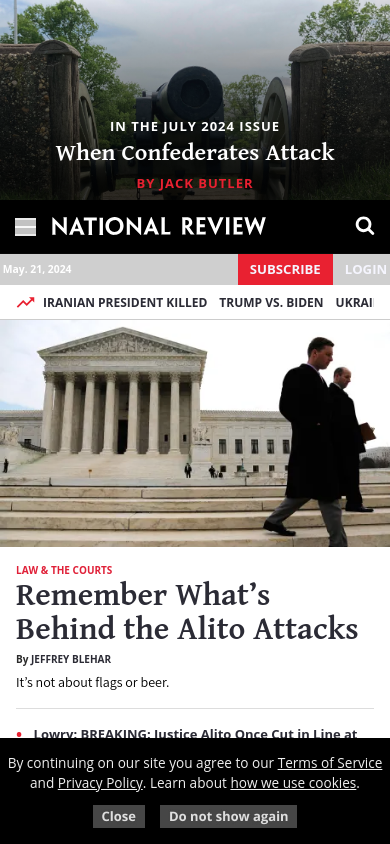 IN THE JULY 2024 ISSUE
When Confederates Attack
BY JACK BUTLER
NATIONAL REVIEW
May. 21, 2024
SUBSCRIBE
LOGIN
IRANIAN PRESIDENT KILLED TRUMP VS. BIDEN UKRAI
LAW & THE COURTS
Remember What's
Behind the Alito Attacks
By JEFFREY BLEHAR
It's not about flags or beer.
• Lowry: BREAKING: Justice Alito Once Cut in Line at
By continuing on our site you agree to our Terms of Service
and Privacy Policy. Learn about how we use cookies.
Close
Do not show again